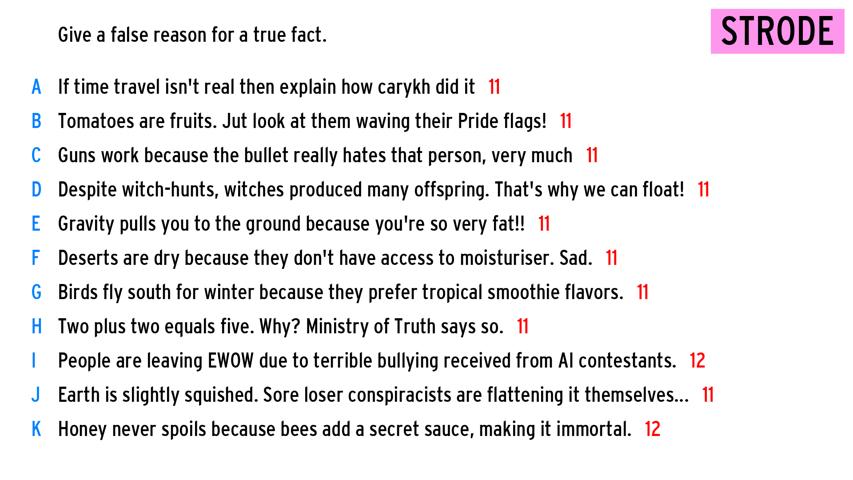 Give a false reason for a true fact.
STRODE
A If time travel isn't real then explain how carykh did it 11
B Tomatoes are fruits. Jut look at them waving their Pride flags! 11
C Guns work because the bullet really hates that person, very much 11
D Despite witch-hunts, witches produced many offspring. That's why we can float! 11
E Gravity pulls you to the ground because you're so very fat!! 11
F Deserts are dry because they don't have access to moisturiser. Sad. 11
G Birds fly south for winter because they prefer tropical smoothie flavors. 11
H Two plus two equals five. Why? Ministry of Truth says so. 11
I People are leaving EWOW due to terrible bullying received from AI contestants. 12
J Earth is slightly squished. Sore loser conspiracists are flattening it themselves... 11
K Honey never spoils because bees add a secret sauce, making it immortal. 12